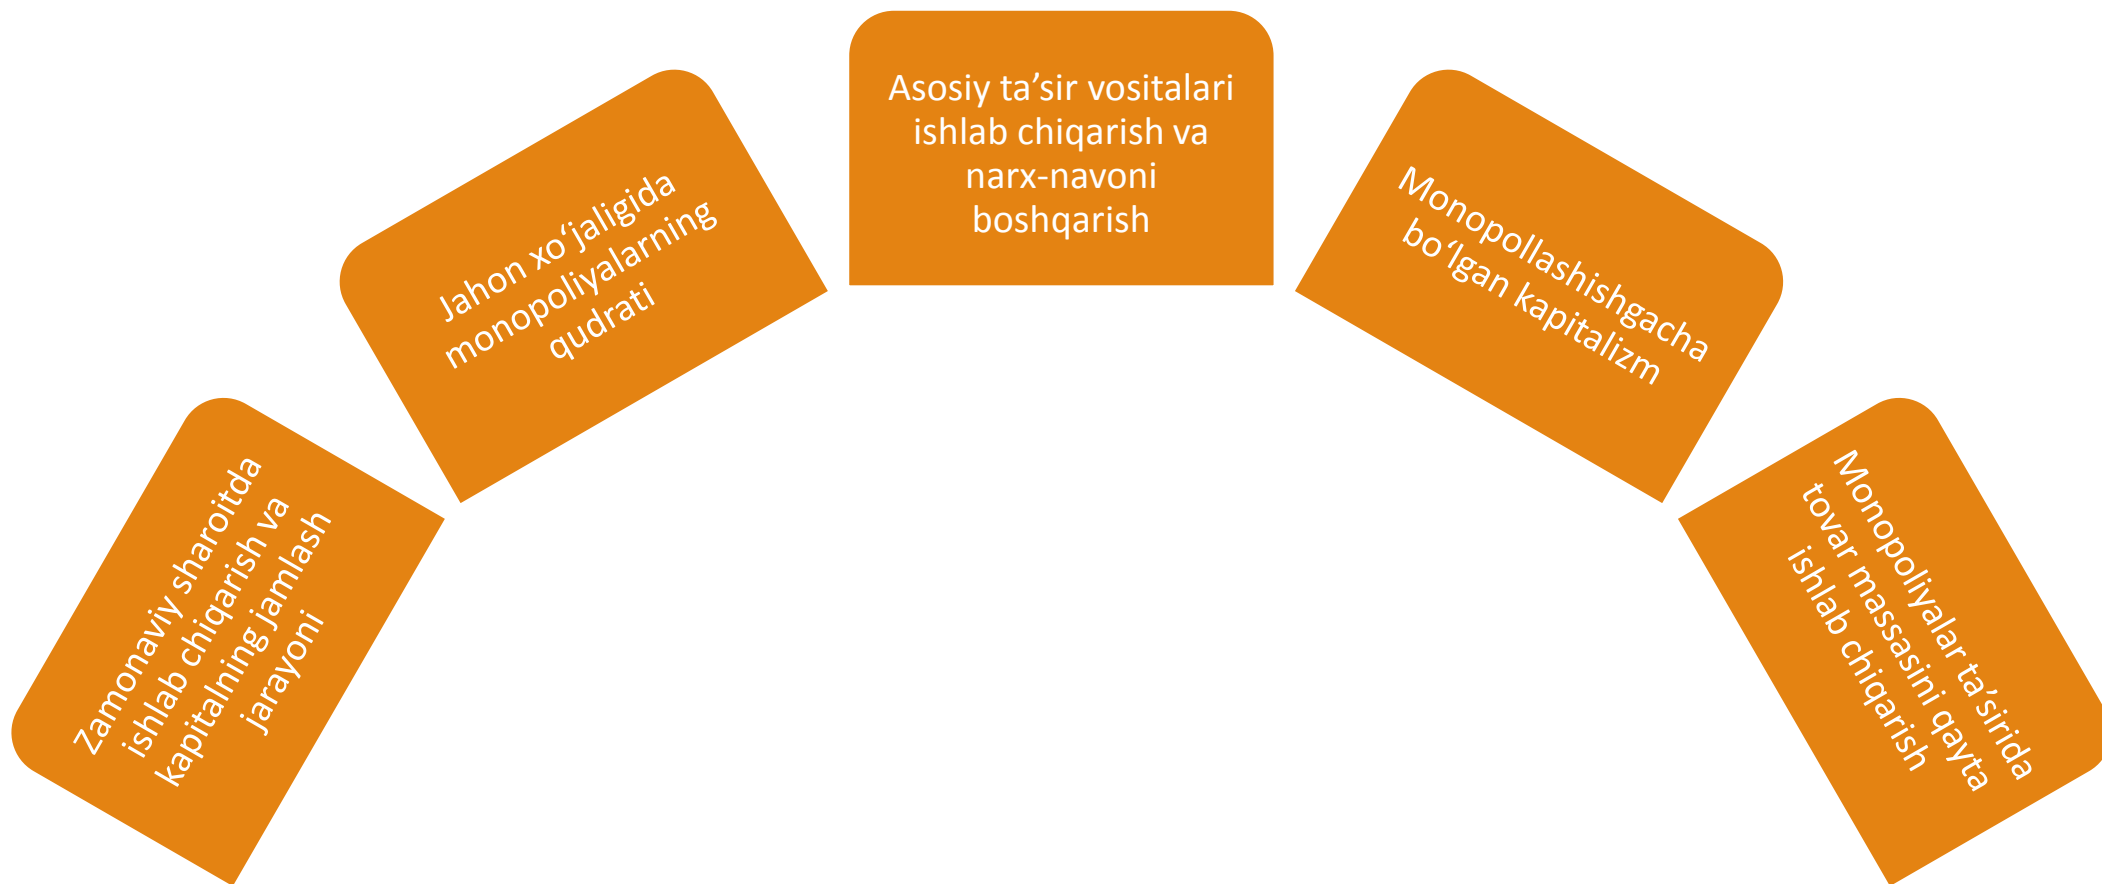 Zamonaviy sharoitda
ishlab chiqarish va
kapitalning jamlash
jarayoni
Jahon xo‘jaligida
monopoliyalarning
qudrati
Asosiy ta’sir vositalari
ishlab chiqarish va
narx-navoni
boshqarish
Monopollashishgacha
bo‘lgan kapitalizm
Monopoliyalar ta’sirida
tovar massasini qayta
ishlab chiqarish